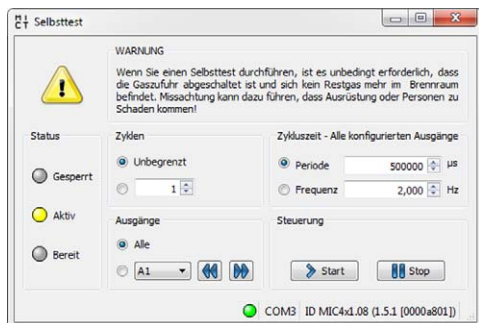 MICT Selbsttest
WARNUNG
Wenn Sie einen Selbsttest durchführen, ist es unbedingt erforderlich, dass
die Gaszufuhr abgeschaltet ist und sich kein Restgas mehr im Brennraum
befindet. Missachtung kann dazu führen, dass Ausrüstung oder Personen zu
Schaden kommen!
Status
Gesperrt
Aktiv
Bereit
Zyklen
Unbegrenzt
1
Zykluszeit - Alle konfigurierten Ausgänge
Periode 500000 µs
Frequenz 2,000 Hz
Ausgänge
Alle
A1
Steuerung
Start Stop
COM3 ID MIC4x1.08 (1.5.1 [0000a801])